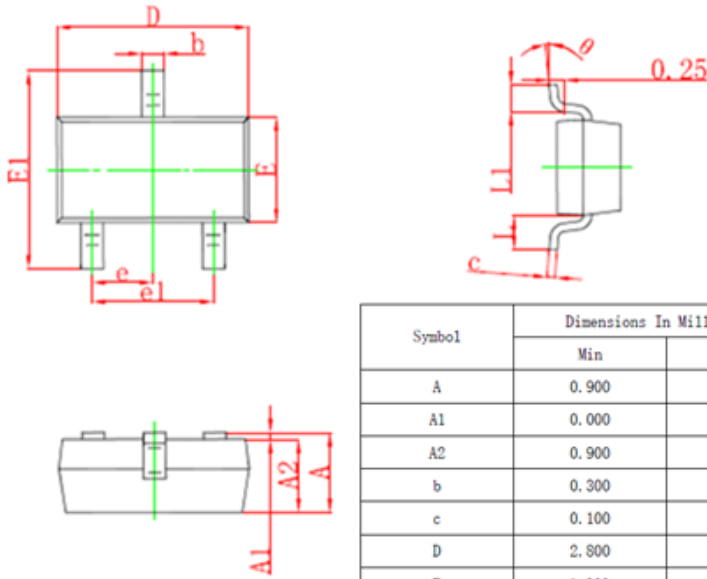 D
b
E1
E
e
e1
θ
0.25
L1
L
c
A2
A
A1
Symbol
Dimensions In Mill
Min
A 0.900
A1 0.000
A2 0.900
b 0.300
c 0.100
D 2.800